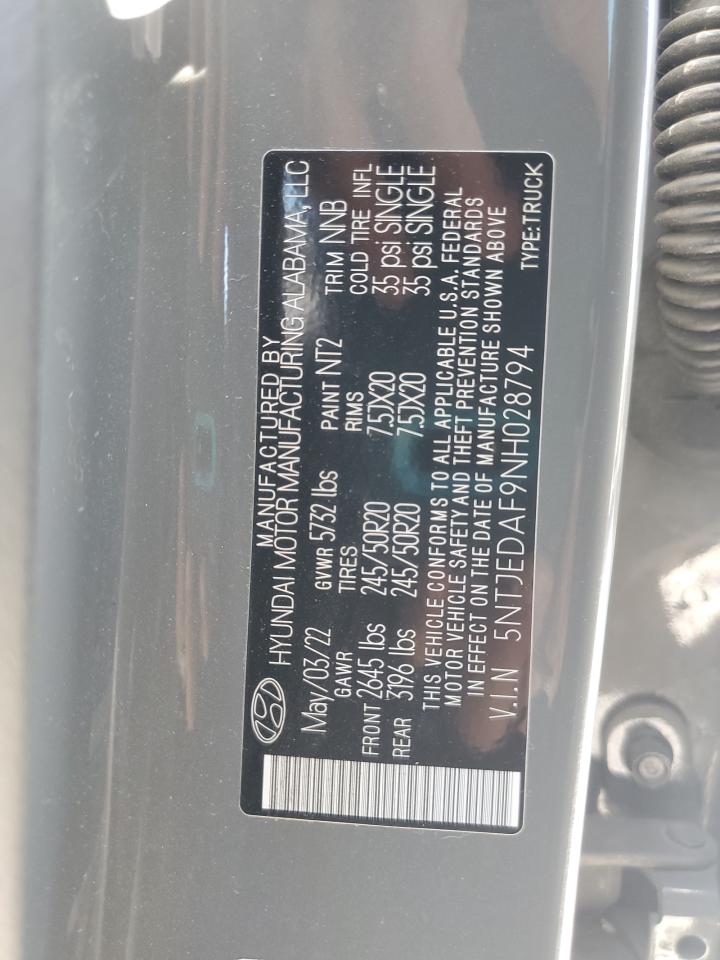 MANUFACTURED BY
HYUNDAI MOTOR MANUFACTURING ALABAMA, LLC
May/03/22 GVWR 5732 lbs PAINT NT2 TRIM NNB
GAWR TIRES RIMS COLD TIRE INFL
FRONT 2645 lbs 245/50R20 7.5JX20 35 psi SINGLE
REAR 3196 lbs 245/50R20 7.5JX20 35 psi SINGLE
THIS VEHICLE CONFORMS TO ALL APPLICABLE U.S.A. FEDERAL
MOTOR VEHICLE SAFETY AND THEFT PREVENTION STANDARDS
IN EFFECT ON THE DATE OF MANUFACTURE SHOWN ABOVE
V.I.N 5NTJEDAF9NH028794 TYPE:TRUCK